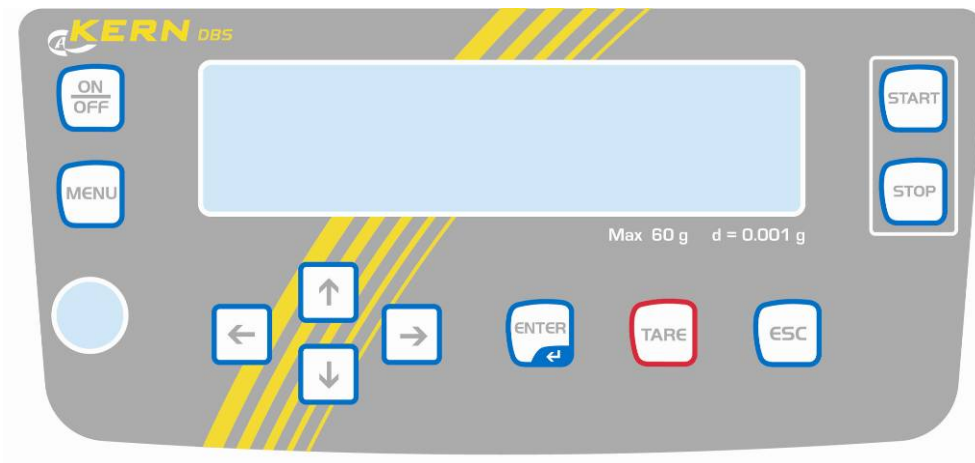 KERN DBS
ON
OFF
START
MENU
STOP
Max 60 g d = 0.001 g
ENTER
TARE
ESC